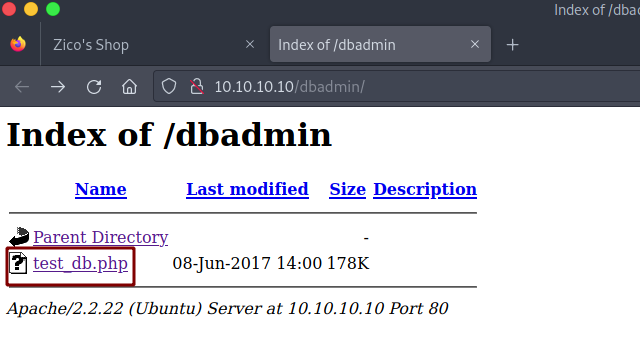 Index of /dba
Zico's Shop
Index of /dbadmin
10.10.10.10/dbadmin/
Index of /dbadmin
Name Last modified Size Description
Parent Directory -
test_db.php 08-Jun-2017 14:00 178K
Apache/2.2.22 (Ubuntu) Server at 10.10.10.10 Port 80